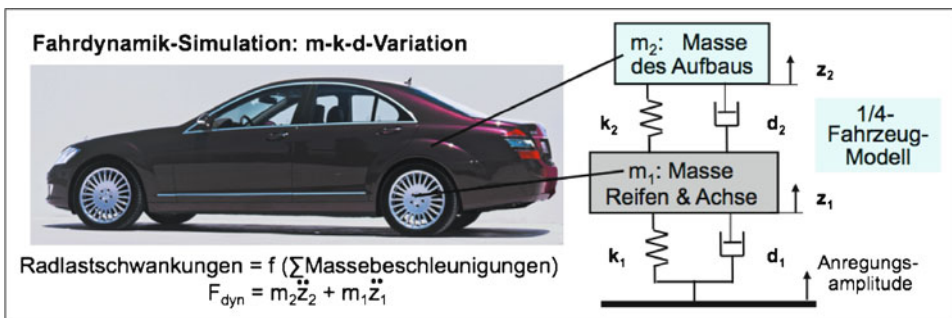 Fahrdynamik-Simulation: m-k-d-Variation
Radlastschwankungen = f (∑Massebeschleunigungen)
F_dyn = m₂z̈₂ + m₁z̈₁
m₂: Masse
des Aufbaus
z₂
k₂
d₂
1/4-
Fahrzeug-
Modell
m₁: Masse
Reifen & Achse
z₁
k₁
d₁
Anregungs-
amplitude